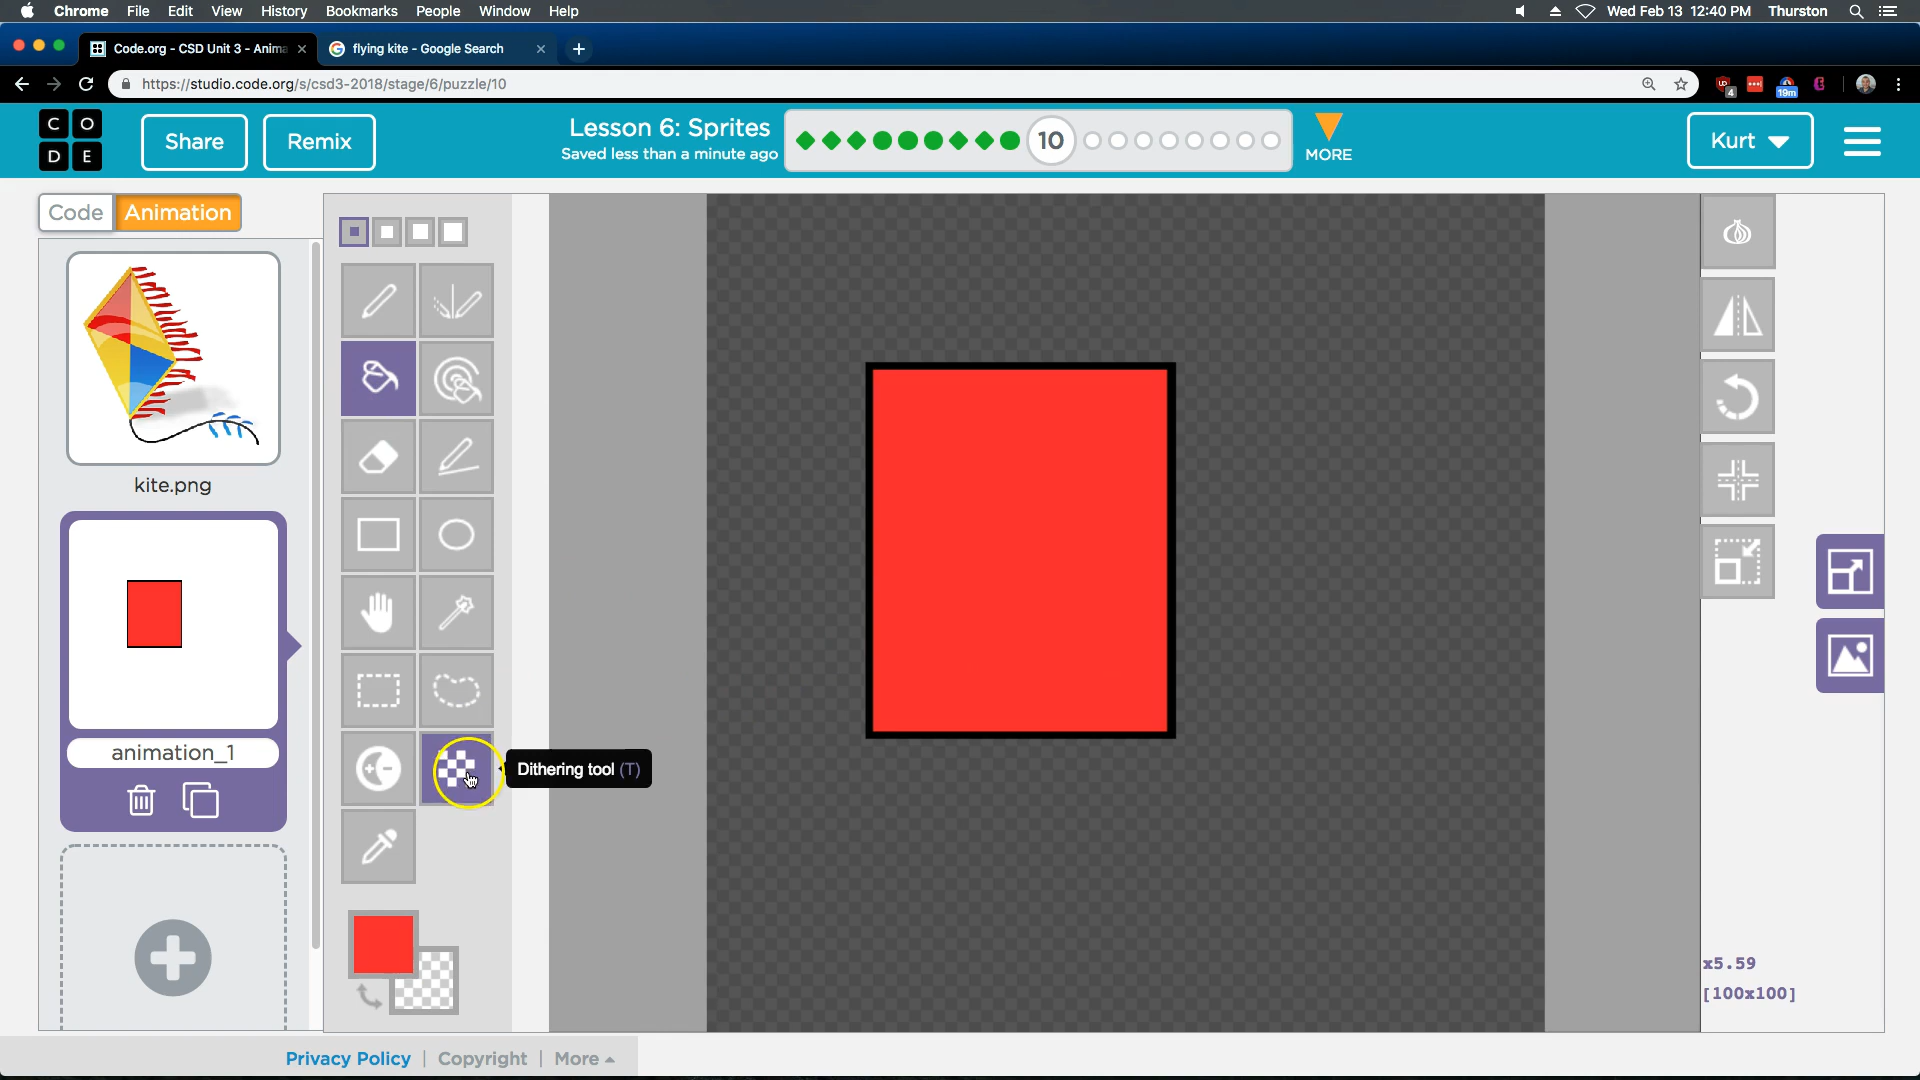 Chrome File Edit View History Bookmarks People Window Help
Wed Feb 13 12:40 PM Thurston
Code.org - CSD Unit 3 - Anima
flying kite - Google Search
https://studio.code.org/s/csd3-2018/stage/6/puzzle/10
4
19m
C O
D E
Share
Remix
Lesson 6: Sprites
Saved less than a minute ago
10
MORE
Kurt
Code Animation
kite.png
animation_1
Dithering tool (T)
x5.59
[100x100]
Privacy Policy | Copyright | More